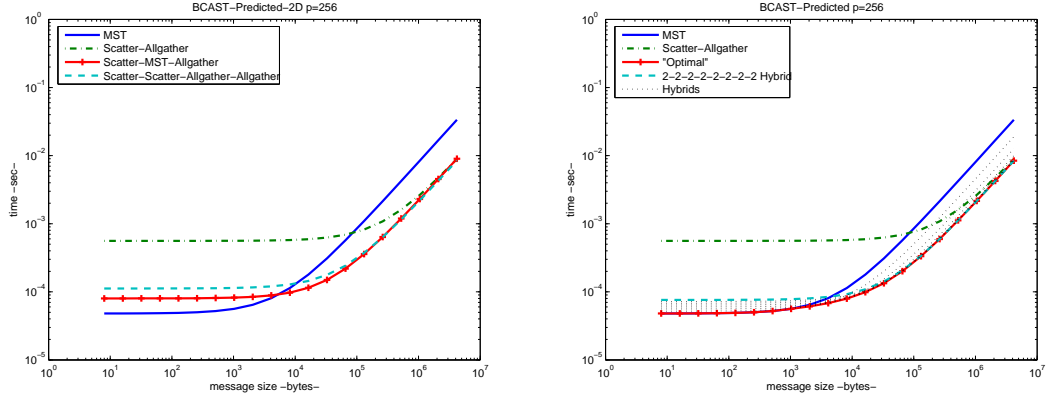 BCAST−Predicted−2D p=256
MST
Scatter−Allgather
Scatter−MST−Allgather
Scatter−Scatter−Allgather−Allgather
time −sec−
10^0
10^−1
10^−2
10^−3
10^−4
10^−5
10^0 10^1 10^2 10^3 10^4 10^5 10^6 10^7
message size −bytes−
BCAST−Predicted p=256
MST
Scatter−Allgather
"Optimal"
2−2−2−2−2−2−2−2 Hybrid
Hybrids
time −sec−
10^0
10^−1
10^−2
10^−3
10^−4
10^−5
10^0 10^1 10^2 10^3 10^4 10^5 10^6 10^7
message size −bytes−